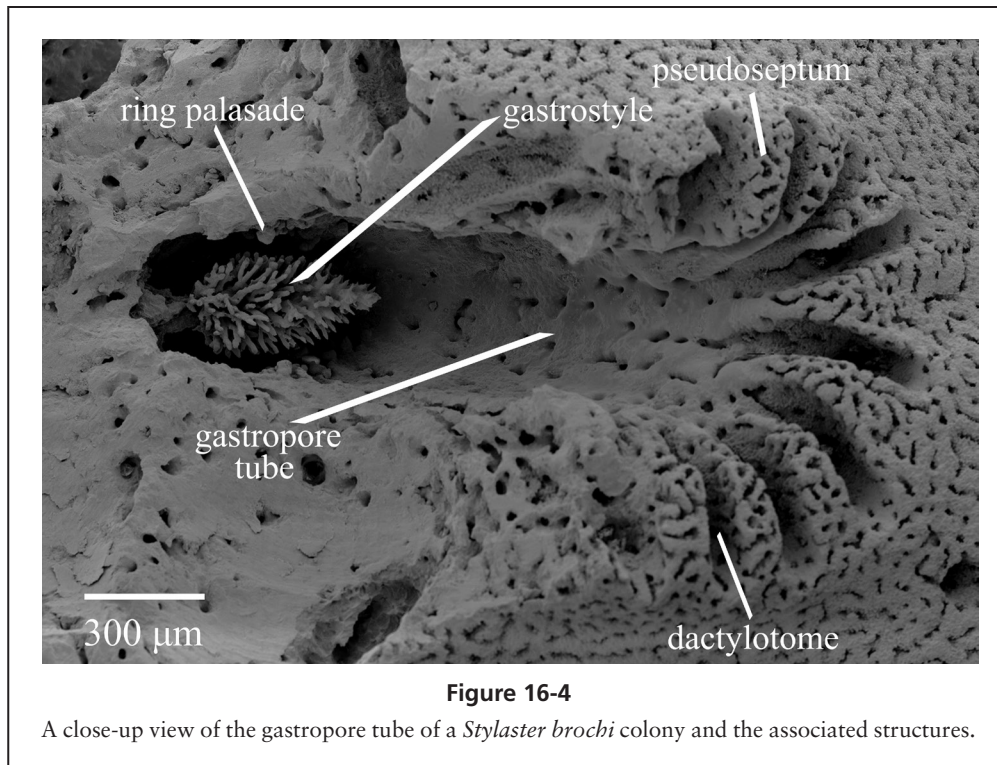 pseudoseptum
ring palasade
gastrostyle
gastropore
tube
300 μm
dactylotome
Figure 16-4
A close-up view of the gastropore tube of a Stylaster brochi colony and the associated structures.